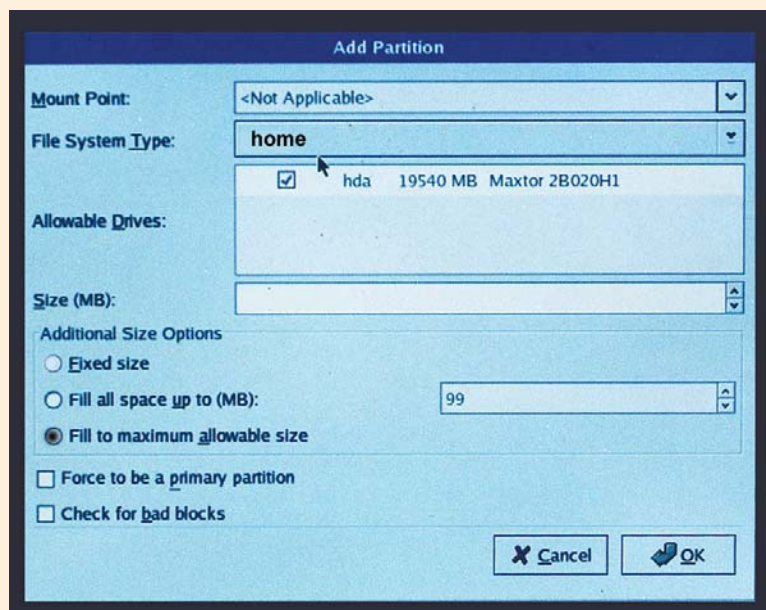 Add Partition
Mount Point: <Not Applicable>
File System Type: home
hda 19540 MB Maxtor 2B020H1
Allowable Drives:
Size (MB):
Additional Size Options
Fixed size
Fill all space up to (MB): 99
Fill to maximum allowable size
Force to be a primary partition
Check for bad blocks
Cancel OK